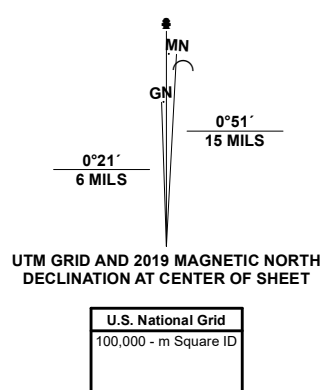 MN
GN
0°51´
15 MILS
0°21´
6 MILS
UTM GRID AND 2019 MAGNETIC NORTH
DECLINATION AT CENTER OF SHEET
U.S. National Grid
100,000 - m Square ID